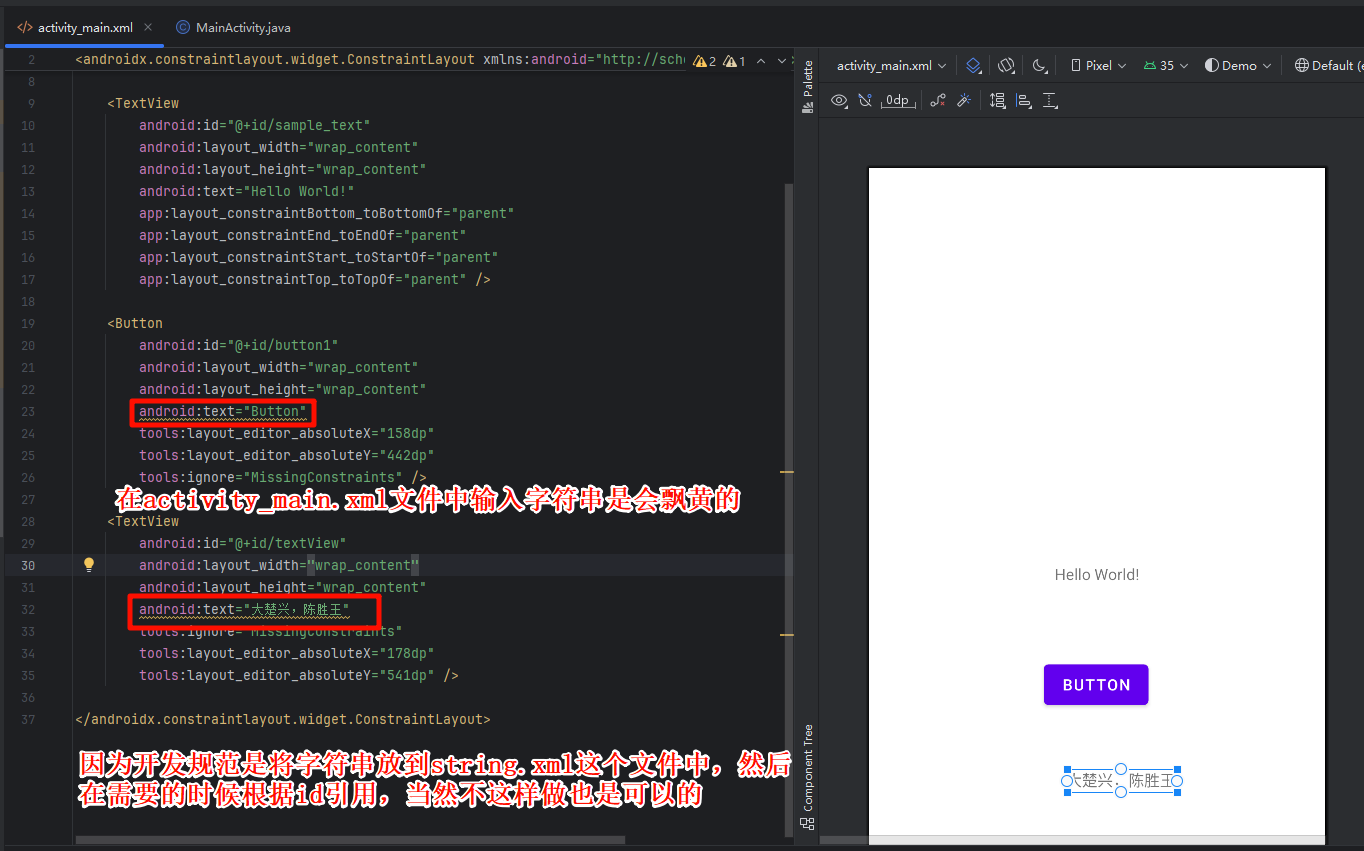 activity_main.xml
MainActivity.java
2 <androidx.constraintlayout.widget.ConstraintLayout xmlns:android="http://sch
2 1
8
9 <TextView
10 android:id="@+id/sample_text"
11 android:layout_width="wrap_content"
12 android:layout_height="wrap_content"
13 android:text="Hello World!"
14 app:layout_constraintBottom_toBottomOf="parent"
15 app:layout_constraintEnd_toEndOf="parent"
16 app:layout_constraintStart_toStartOf="parent"
17 app:layout_constraintTop_toTopOf="parent" />
18
19 <Button
20 android:id="@+id/button1"
21 android:layout_width="wrap_content"
22 android:layout_height="wrap_content"
23 android:text="Button"
24 tools:layout_editor_absoluteX="158dp"
25 tools:layout_editor_absoluteY="442dp"
26 tools:ignore="MissingConstraints" />
27
在activity_main.xml文件中输入字符串是会飘黄的
28 <TextView
29 android:id="@+id/textView"
30 android:layout_width="wrap_content"
31 android:layout_height="wrap_content"
32 android:text="大楚兴，陈胜王"
33 tools:ignore="MissingConstraints"
34 tools:layout_editor_absoluteX="178dp"
35 tools:layout_editor_absoluteY="541dp" />
36
37 </androidx.constraintlayout.widget.ConstraintLayout>
因为开发规范是将字符串放到string.xml这个文件中，然后
在需要的时候根据id引用，当然不这样做也是可以的
Palette
Component Tree
activity_main.xml
Pixel
35
Demo
Default (e
0dp
Hello World!
BUTTON
大楚兴，陈胜王